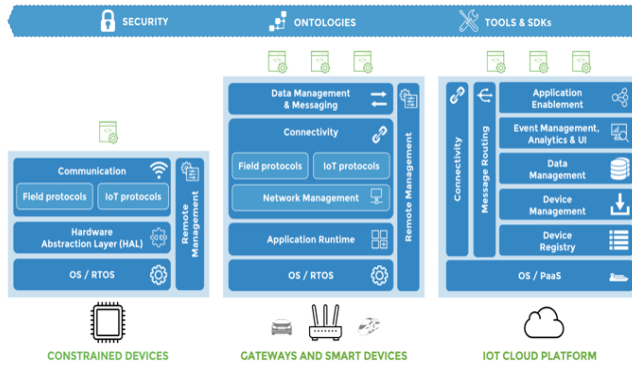 SECURITY
ONTOLOGIES
TOOLS & SDKs
Communication
Field protocols
IoT protocols
Hardware
Abstraction Layer (HAL)
OS / RTOS
Remote
Management
CONSTRAINED DEVICES
Data Management
& Messaging
Connectivity
Field protocols
IoT protocols
Network Management
Application Runtime
OS / RTOS
Remote Management
GATEWAYS AND SMART DEVICES
Connectivity
Message Routing
Application
Enablement
Event Management,
Analytics & UI
Data
Management
Device
Management
Device
Registry
OS / PaaS
IOT CLOUD PLATFORM